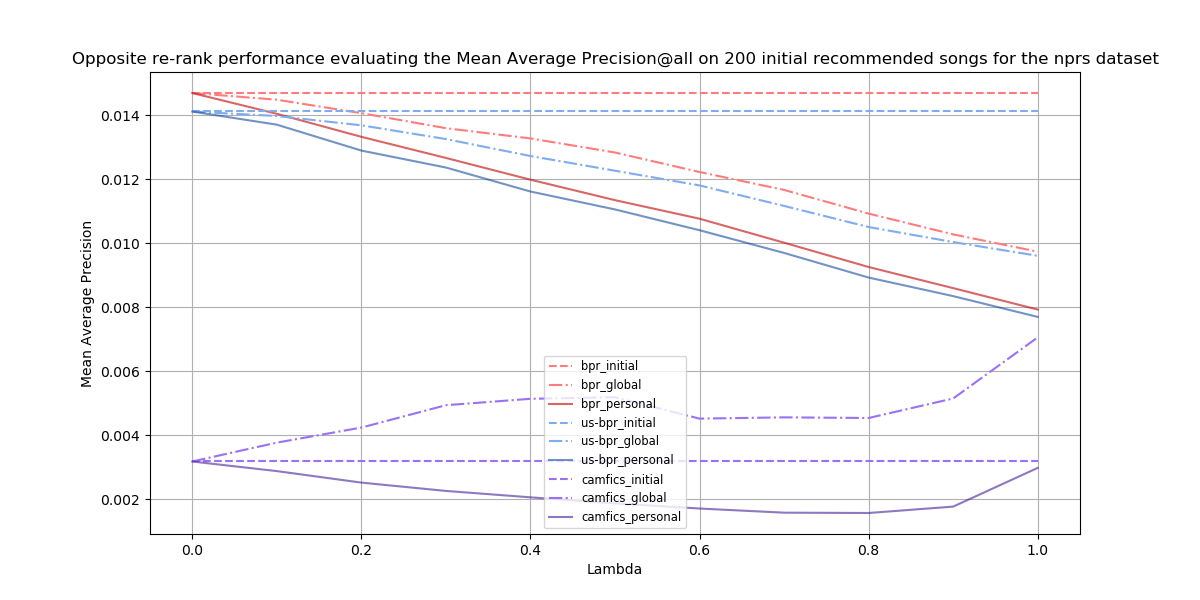 Opposite re-rank performance evaluating the Mean Average Precision@all on 200 initial recommended songs for the nprs dataset
Mean Average Precision
0.014
0.012
0.010
0.008
0.006
0.004
0.002
bpr_initial
bpr_global
bpr_personal
us-bpr_initial
us-bpr_global
us-bpr_personal
camfics_initial
camfics_global
camfics_personal
0.0 0.2 0.4 0.6 0.8 1.0
Lambda